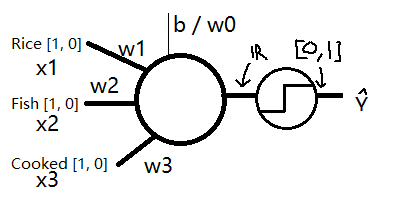 b / w0
Rice [1, 0]
w1
x1
w2
Fish [1, 0]
x2
Cooked [1, 0]
w3
x3
IR
[0,1]
Ŷ